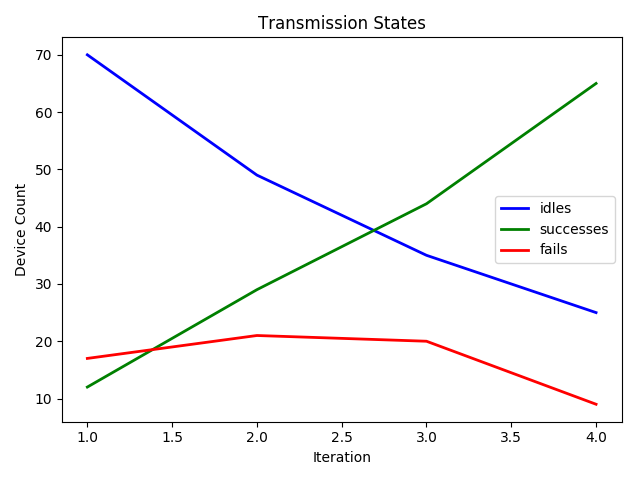 Transmission States
Device Count
70
60
50
40
30
20
10
idles
successes
fails
1.0 1.5 2.0 2.5 3.0 3.5 4.0
Iteration